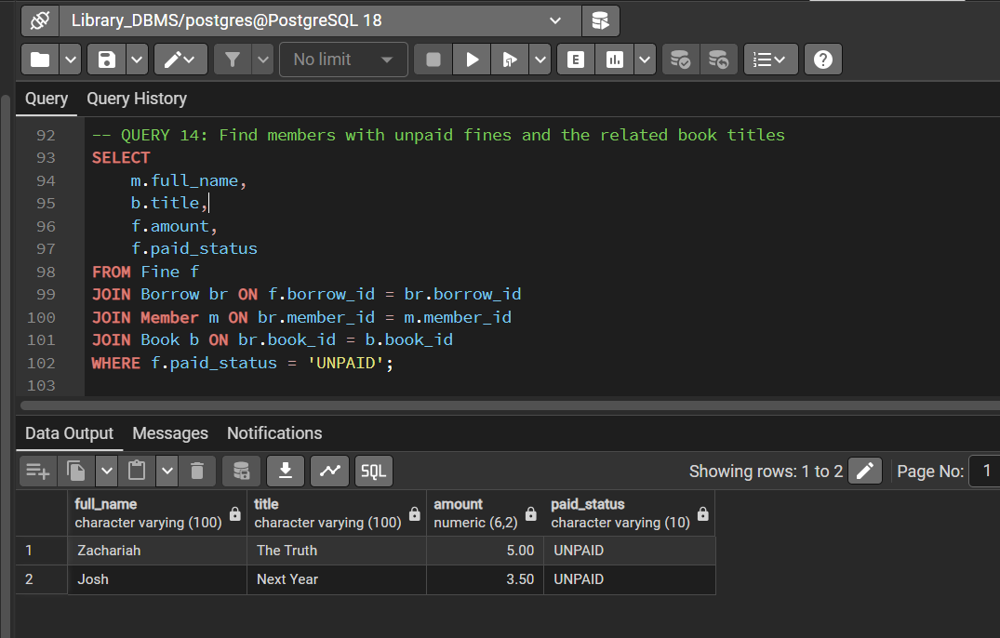 Library_DBMS/postgres@PostgreSQL 18
No limit
E
Query Query History
92 -- QUERY 14: Find members with unpaid fines and the related book titles
93 SELECT
94 m.full_name,
95 b.title,
96 f.amount,
97 f.paid_status
98 FROM Fine f
99 JOIN Borrow br ON f.borrow_id = br.borrow_id
100 JOIN Member m ON br.member_id = m.member_id
101 JOIN Book b ON br.book_id = b.book_id
102 WHERE f.paid_status = 'UNPAID';
103
Data Output Messages Notifications
SQL Showing rows: 1 to 2 Page No: 1
full_name title amount paid_status
character varying (100) character varying (100) numeric (6,2) character varying (10)
1 Zachariah The Truth 5.00 UNPAID
2 Josh Next Year 3.50 UNPAID